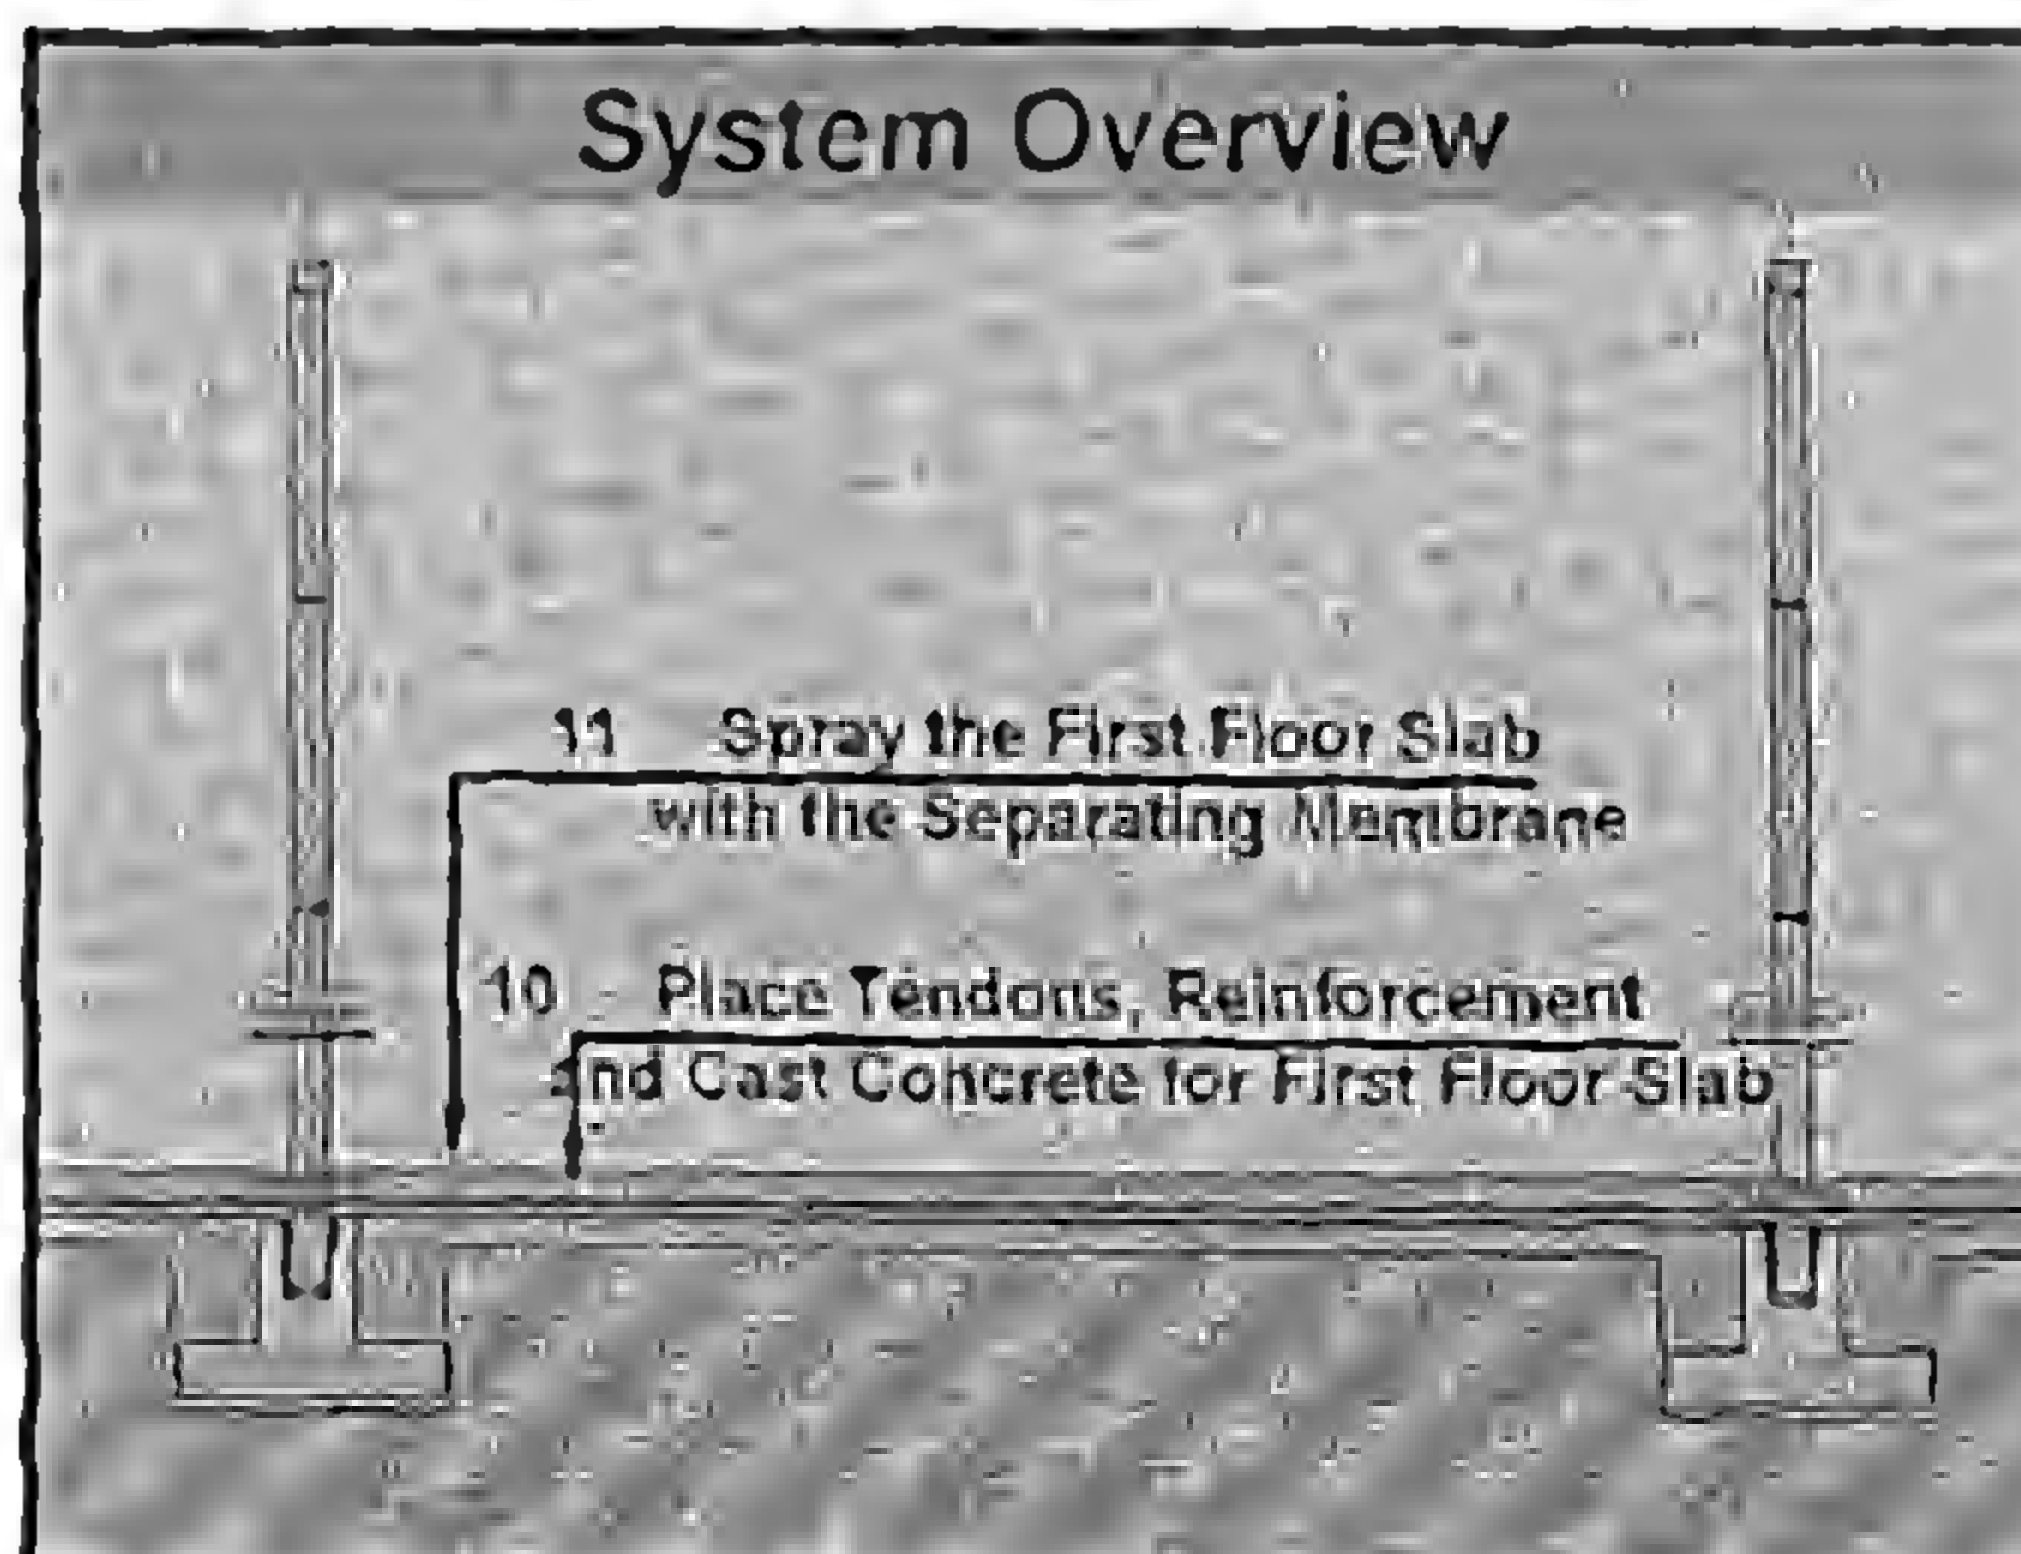 System Overview
11 Spray the First Floor Slab
with the Separating Membrane
10 Place Tendons, Reinforcement
and Cast Concrete for First Floor Slab